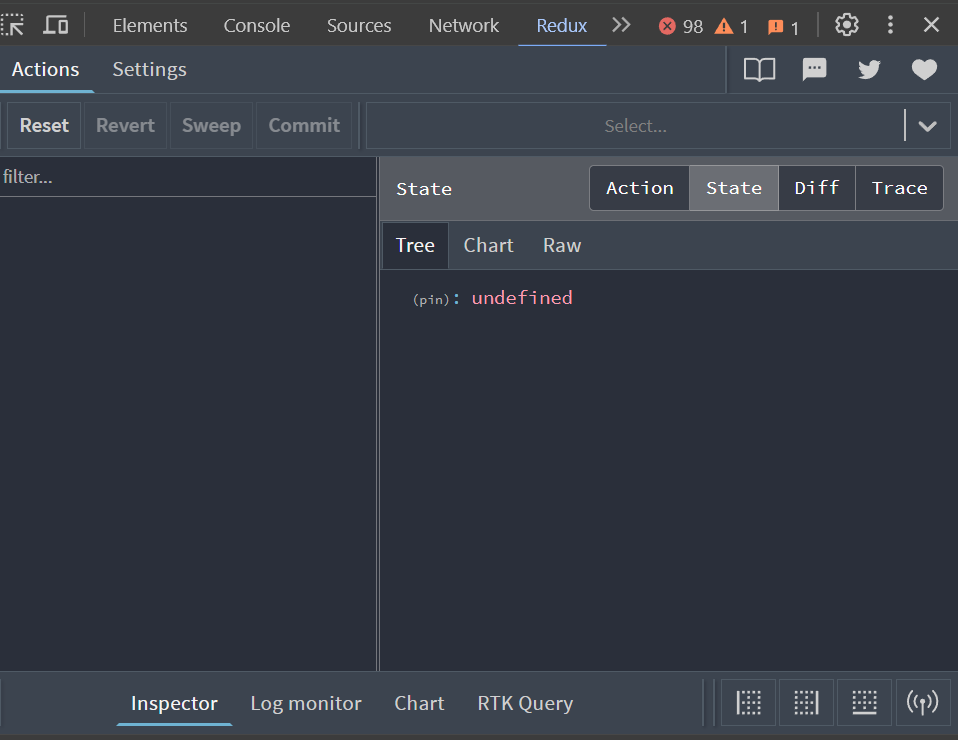 Elements Console Sources Network Redux 98 1 1
Actions Settings
Reset Revert Sweep Commit Select...
filter...
State Action State Diff Trace
Tree Chart Raw
(pin): undefined
Inspector Log monitor Chart RTK Query